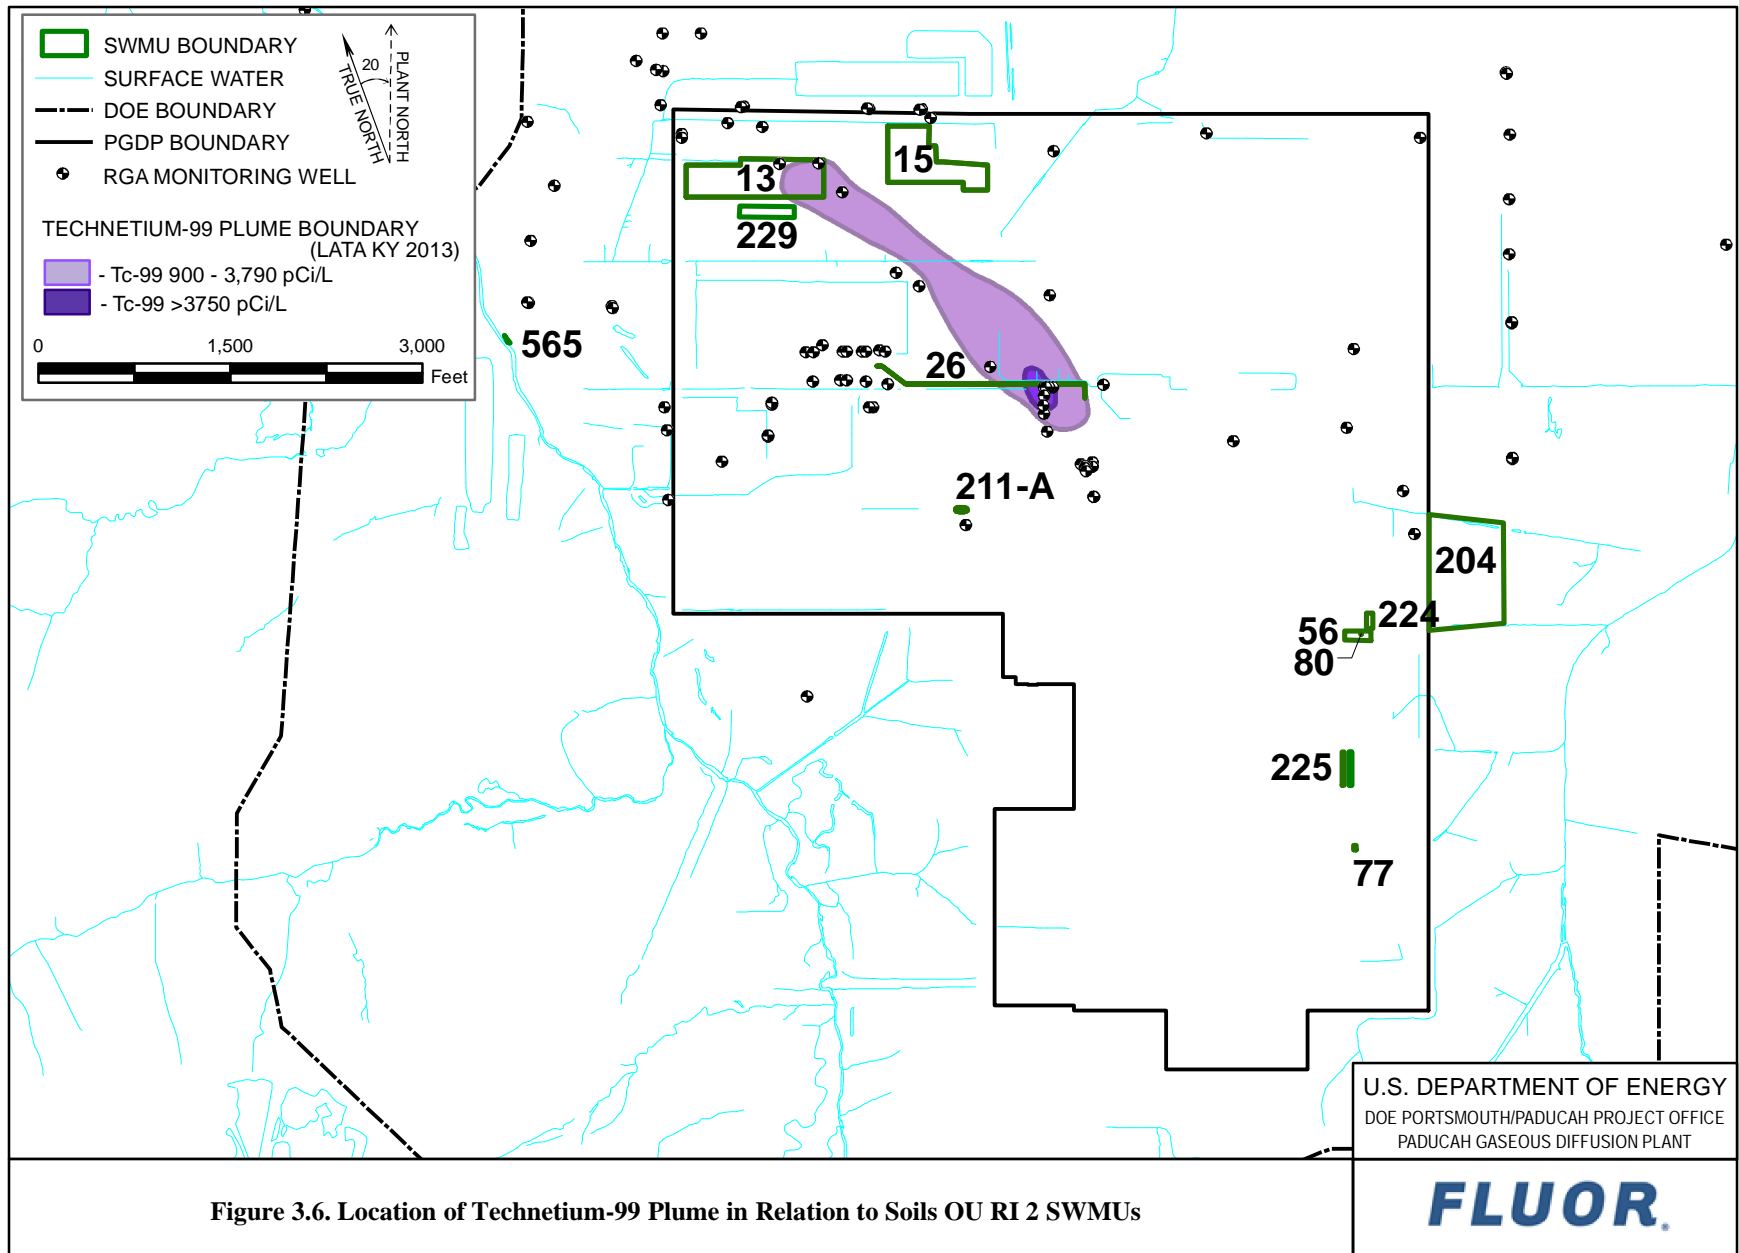 SWMU BOUNDARY
SURFACE WATER
DOE BOUNDARY
PGDP BOUNDARY
RGA MONITORING WELL
20
TRUE NORTH
PLANT NORTH
TECHNETIUM-99 PLUME BOUNDARY
(LATA KY 2013)
- Tc-99 900 - 3,790 pCi/L
- Tc-99 >3750 pCi/L
0 1,500 3,000
Feet
13
15
229
565
26
211-A
204
224
56
80
225
77
U.S. DEPARTMENT OF ENERGY
DOE PORTSMOUTH/PADUCAH PROJECT OFFICE
PADUCAH GASEOUS DIFFUSION PLANT
Figure 3.6. Location of Technetium-99 Plume in Relation to Soils OU RI 2 SWMUs
FLUOR®